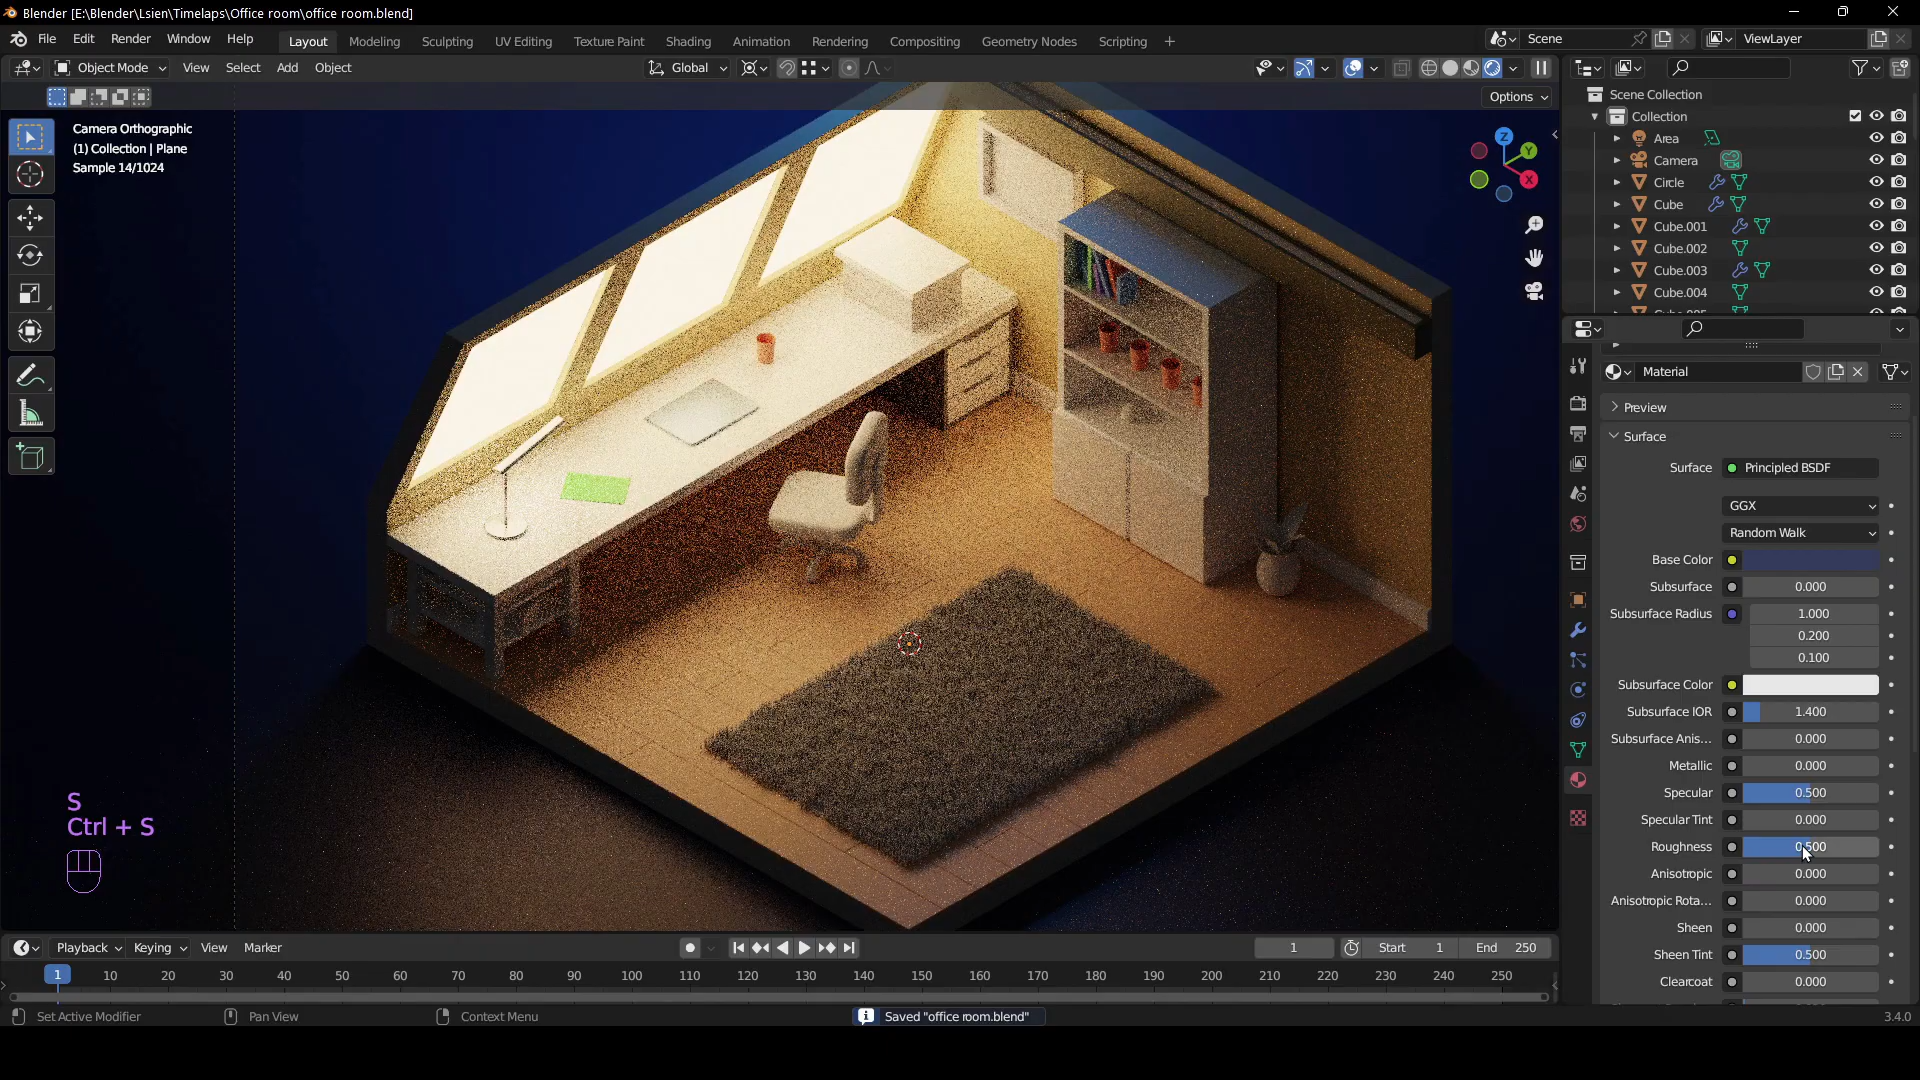 Blender [E:\Blender\Lsien\Timelaps\Office room\office room.blend]
File Edit Render Window Help
Layout Modeling Sculpting UV Editing Texture Paint Shading Animation Rendering Compositing Geometry Nodes Scripting +
Scene
ViewLayer
Object Mode View Select Add Object
Global
Options
Camera Orthographic
(1) Collection | Plane
Sample 14/1024
Z
Y
X
Scene Collection
Collection
Area
Camera
Circle
Cube
Cube.001
Cube.002
Cube.003
Cube.004
Material
Preview
Surface
Surface Principled BSDF
GGX
Random Walk
Base Color
Subsurface 0.000
Subsurface Radius 1.000
0.200
0.100
Subsurface Color
Subsurface IOR 1.400
Subsurface Anis... 0.000
Metallic 0.000
Specular 0.500
Specular Tint 0.000
Roughness 0.500
Anisotropic 0.000
Anisotropic Rota... 0.000
Sheen 0.000
Sheen Tint 0.500
Clearcoat 0.000
S
Ctrl + S
Playback Keying View Marker
1
Start 1
End 250
1 10 20 30 40 50 60 70 80 90 100 110 120 130 140 150 160 170 180 190 200 210 220 230 240 250
Set Active Modifier
Pan View
Context Menu
Saved "office room.blend"
3.4.0